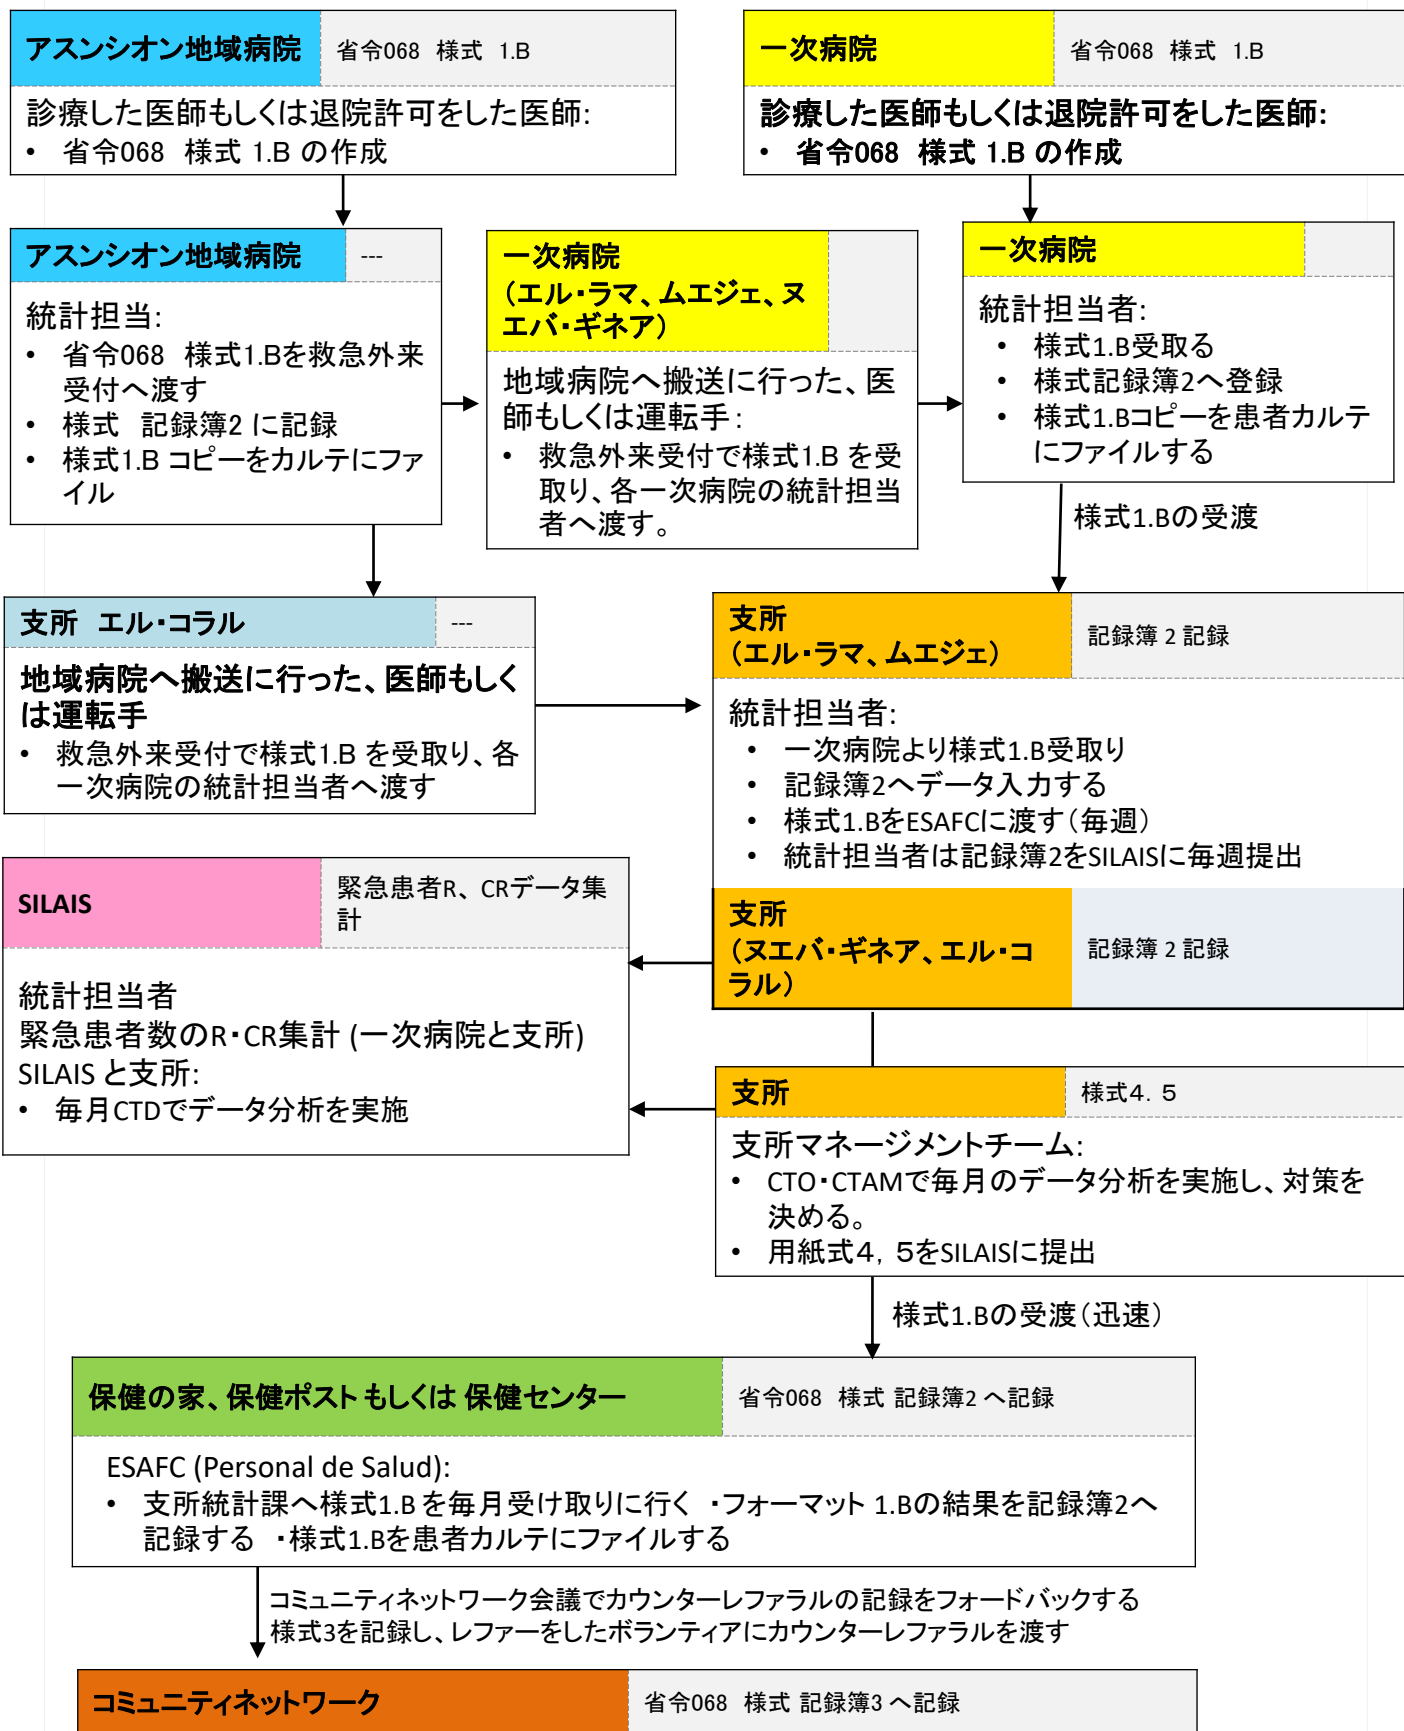 アスンシオン地域病院
省令068 様式 1.B
診療した医師もしくは退院許可をした医師:
• 省令068 様式 1.B の作成
一次病院
省令068 様式 1.B
診療した医師もしくは退院許可をした医師:
• 省令068 様式 1.B の作成
アスンシオン地域病院
---
統計担当:
• 省令068 様式1.Bを救急外来
受付へ渡す
• 様式 記録簿2 に記録
• 様式1.B コピーをカルテにファ
イル
一次病院
(エル・ラマ、ムエジェ、ヌ
エバ・ギネア)
地域病院へ搬送に行った、医
師もしくは運転手:
• 救急外来受付で様式1.B を受
取り、各一次病院の統計担当
者へ渡す。
一次病院
統計担当者:
• 様式1.B受取る
• 様式記録簿2へ登録
• 様式1.Bコピーを患者カルテ
にファイルする
様式1.Bの受渡
支所 エル・コラル
---
地域病院へ搬送に行った、医師もしく
は運転手
• 救急外来受付で様式1.B を受取り、各
一次病院の統計担当者へ渡す
支所
(エル・ラマ、ムエジェ)
記録簿 2 記録
統計担当者:
• 一次病院より様式1.B受取り
• 記録簿2へデータ入力する
• 様式1.BをESAFCに渡す(毎週)
• 統計担当者は記録簿2をSILAISに毎週提出
支所
(ヌエバ・ギネア、エル・コ
ラル)
記録簿 2 記録
SILAIS
緊急患者R、CRデータ集
計
統計担当者
緊急患者数のR・CR集計 (一次病院と支所)
SILAIS と支所:
• 毎月CTDでデータ分析を実施
支所
様式4. 5
支所マネージメントチーム:
• CTO・CTAMで毎月のデータ分析を実施し、対策を
決める。
• 用紙式4, 5をSILAISに提出
様式1.Bの受渡(迅速)
保健の家、保健ポスト もしくは 保健センター
省令068 様式 記録簿2 へ記録
ESAFC (Personal de Salud):
• 支所統計課へ様式1.B を毎月受け取りに行く ・フォーマット 1.Bの結果を記録簿2へ
記録する ・様式1.Bを患者カルテにファイルする
コミュニティネットワーク会議でカウンターレファラルの記録をフォードバックする
様式3を記録し、レファーをしたボランティアにカウンターレファラルを渡す
コミュニティネットワーク
省令068 様式 記録簿3 へ記録